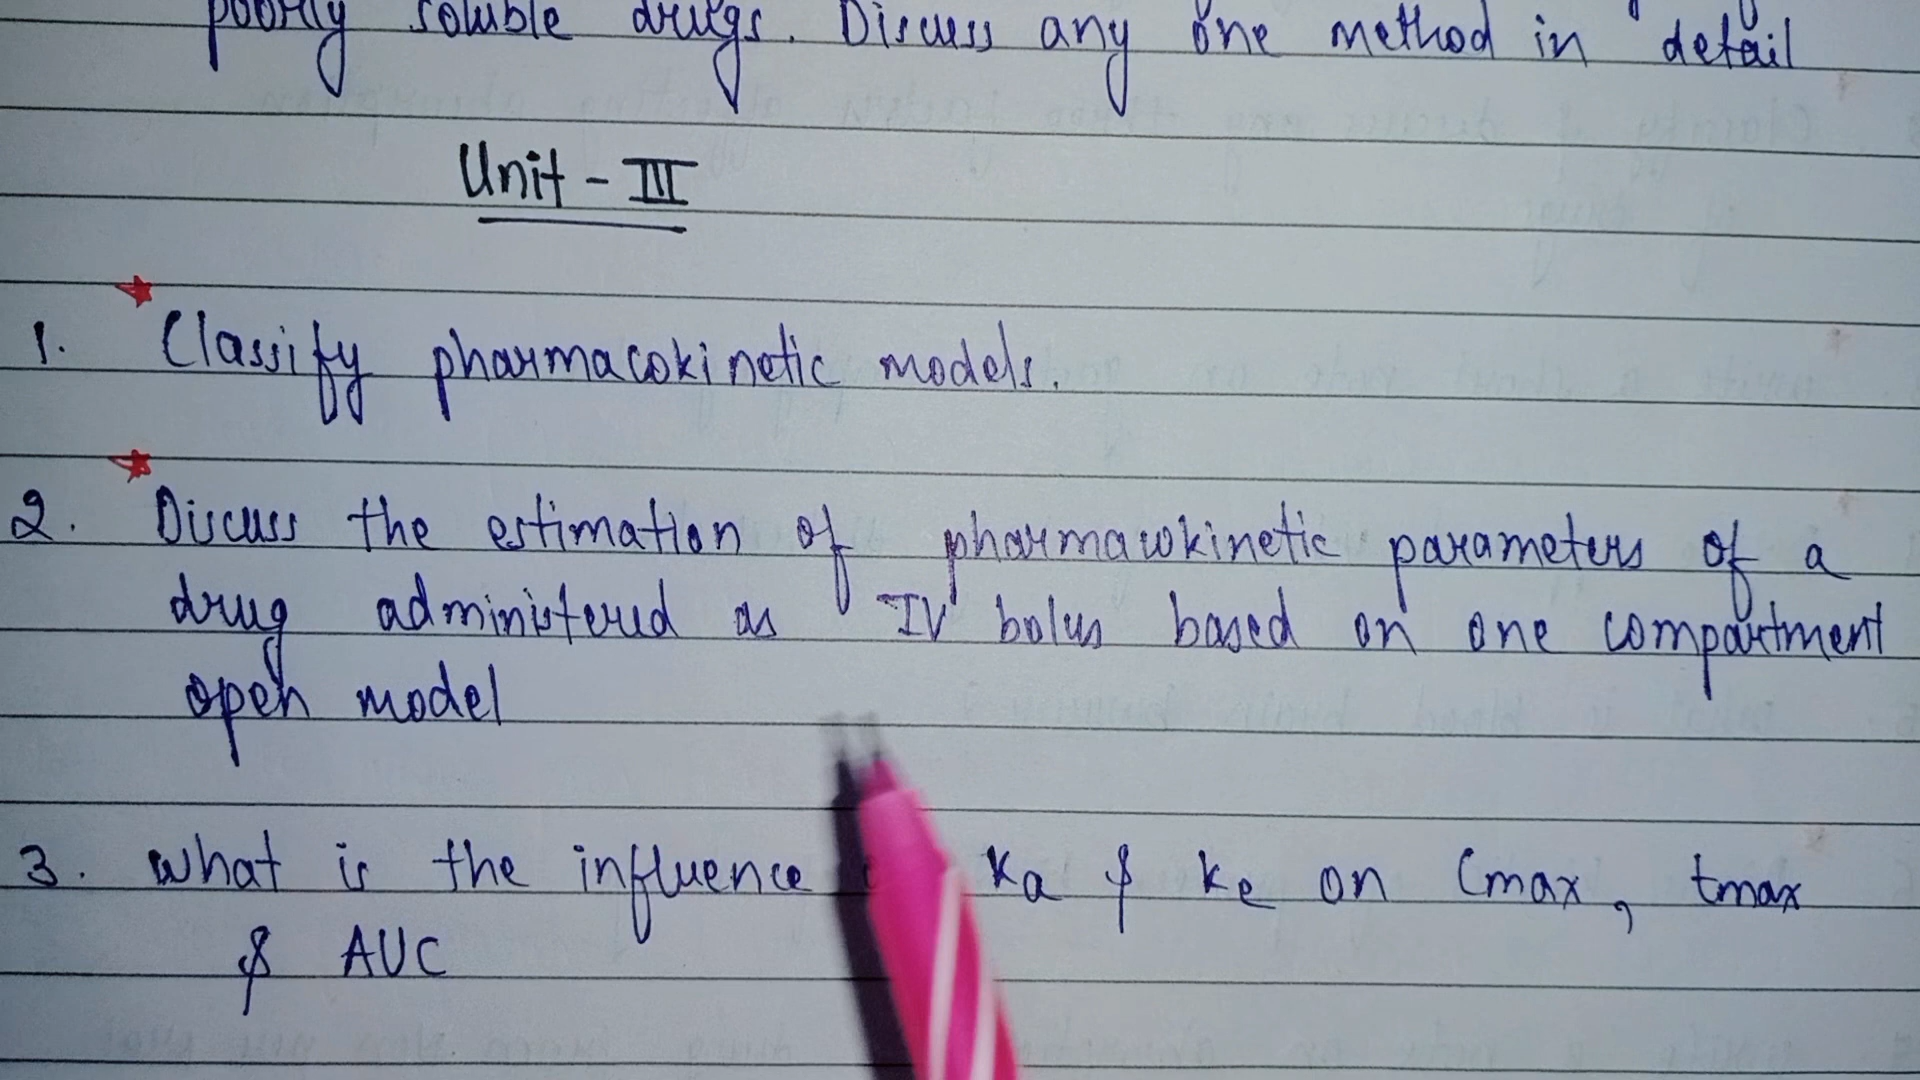 poorly soluble drugs. Discuss any one method in detail
Unit - III
1. Classify pharmacokinetic models.
2. Discuss the estimation of pharmacokinetic parameters of a
drug administered as IV bolus based on one compartment
open model
3. What is the influence Ka & Ke on Cmax, tmax
& AUC